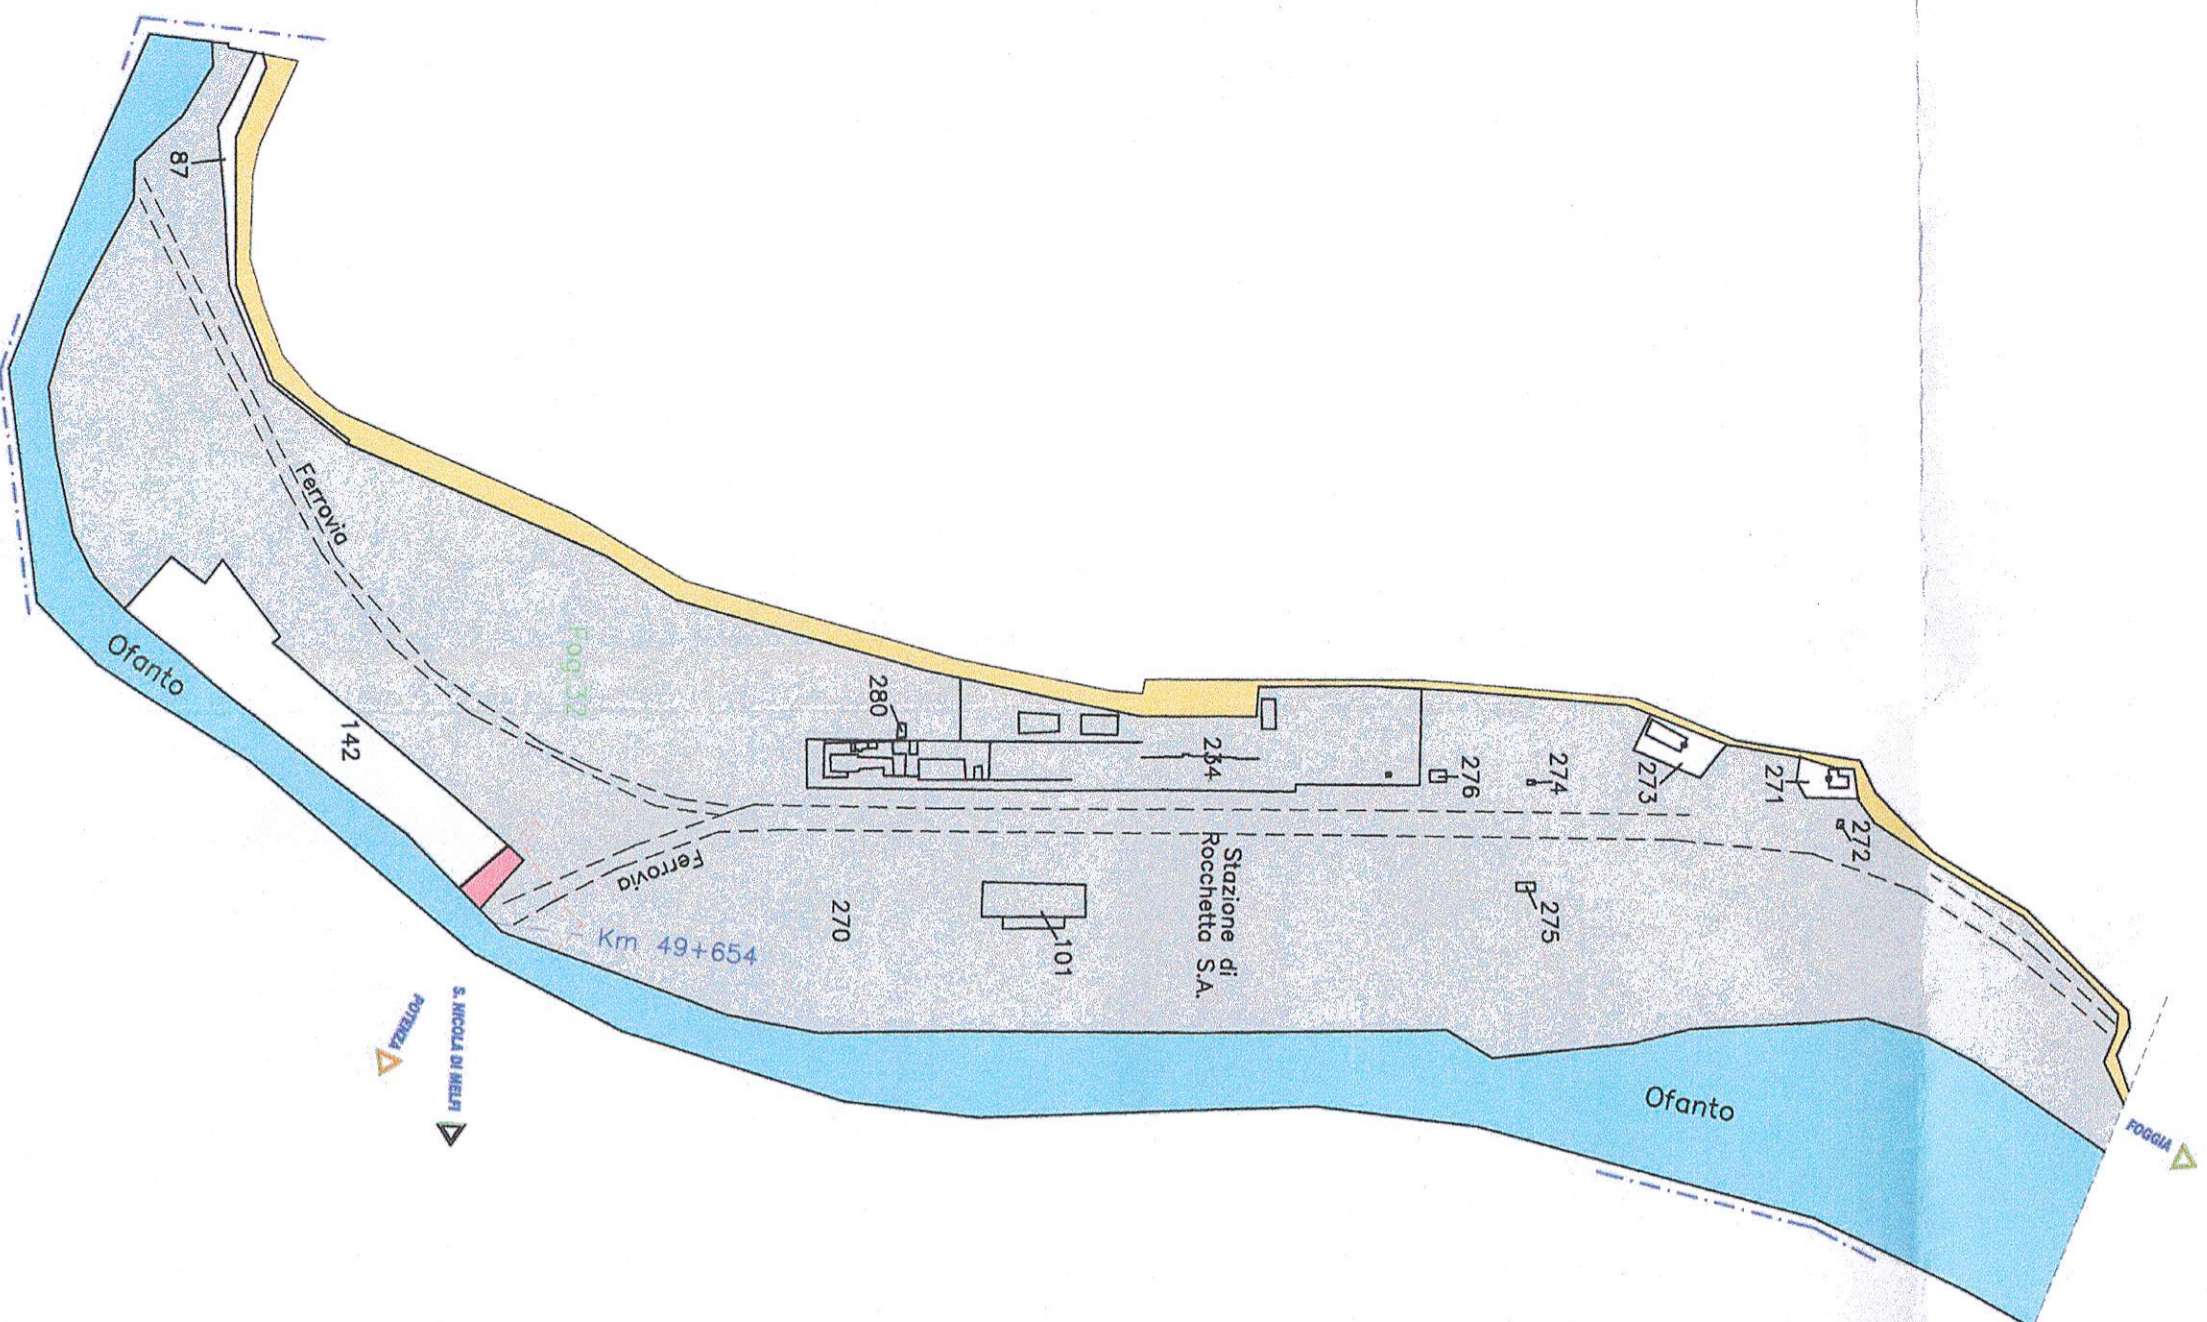 87
Ferrovia
Ofanto
142
Fog. 32
280
234
276
274
273
271
272
275
Stazione di
Rocchetta S.A.
101
270
Ferrovia
Km 49+654
S. NICOLA DI MELFI
POTENZA
Ofanto
FOGGIA